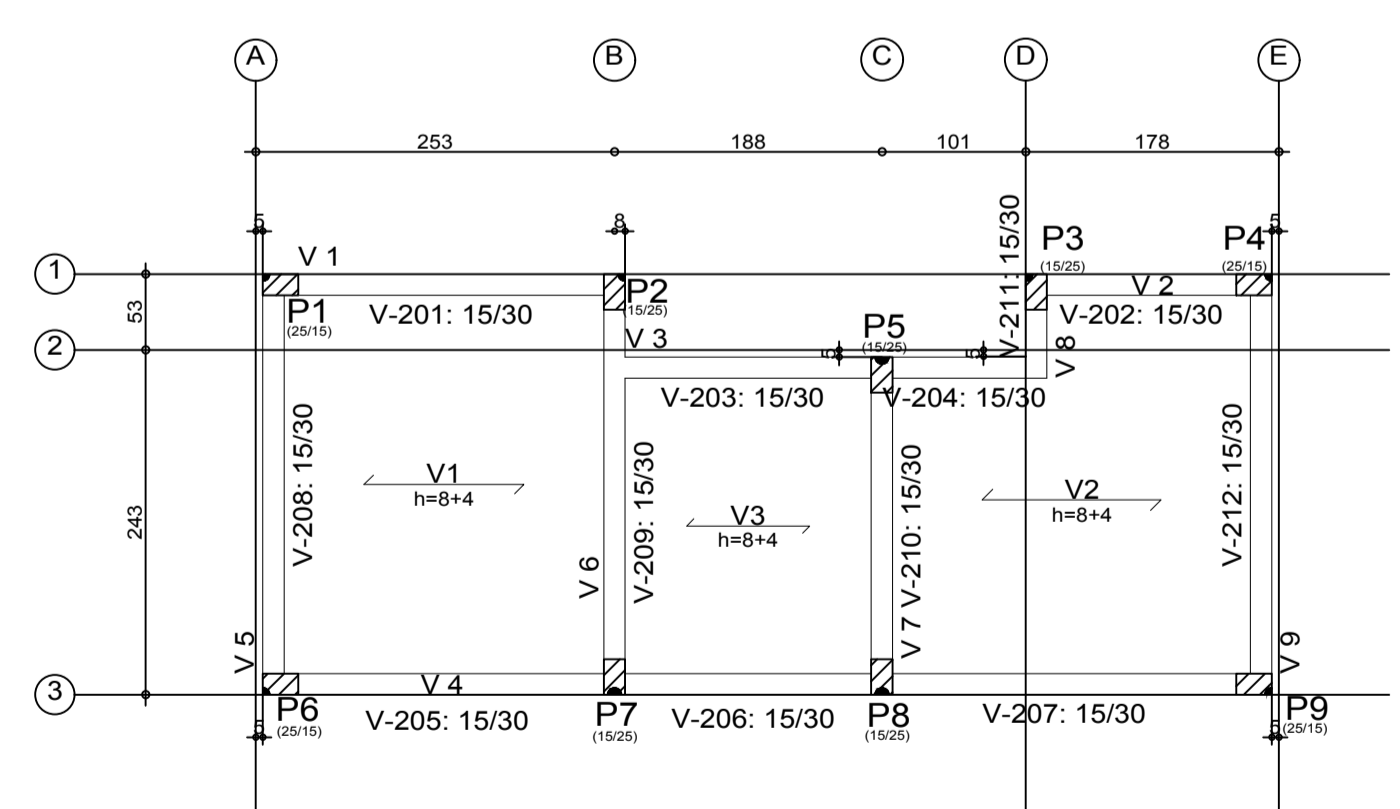 A
B
C
D
E
253
188
101
178
5
8
5
V-211: 15/30
1
V 1
P1
(25/15)
V-201: 15/30
P2
(15/25)
P3
(15/25)
P4
(25/15)
V 2
V-202: 15/30
53
2
V 3
5
P5
(15/25)
5
V 8
V-203: 15/30
V-204: 15/30
V-208: 15/30
V1
h=8+4
V-209: 15/30
V3
h=8+4
V-210: 15/30
V2
h=8+4
V-212: 15/30
243
V 6
V 5
V 7
V 9
3
V 4
P6
(25/15)
V-205: 15/30
P7
(15/25)
V-206: 15/30
P8
(15/25)
V-207: 15/30
P9
(25/15)
5
5